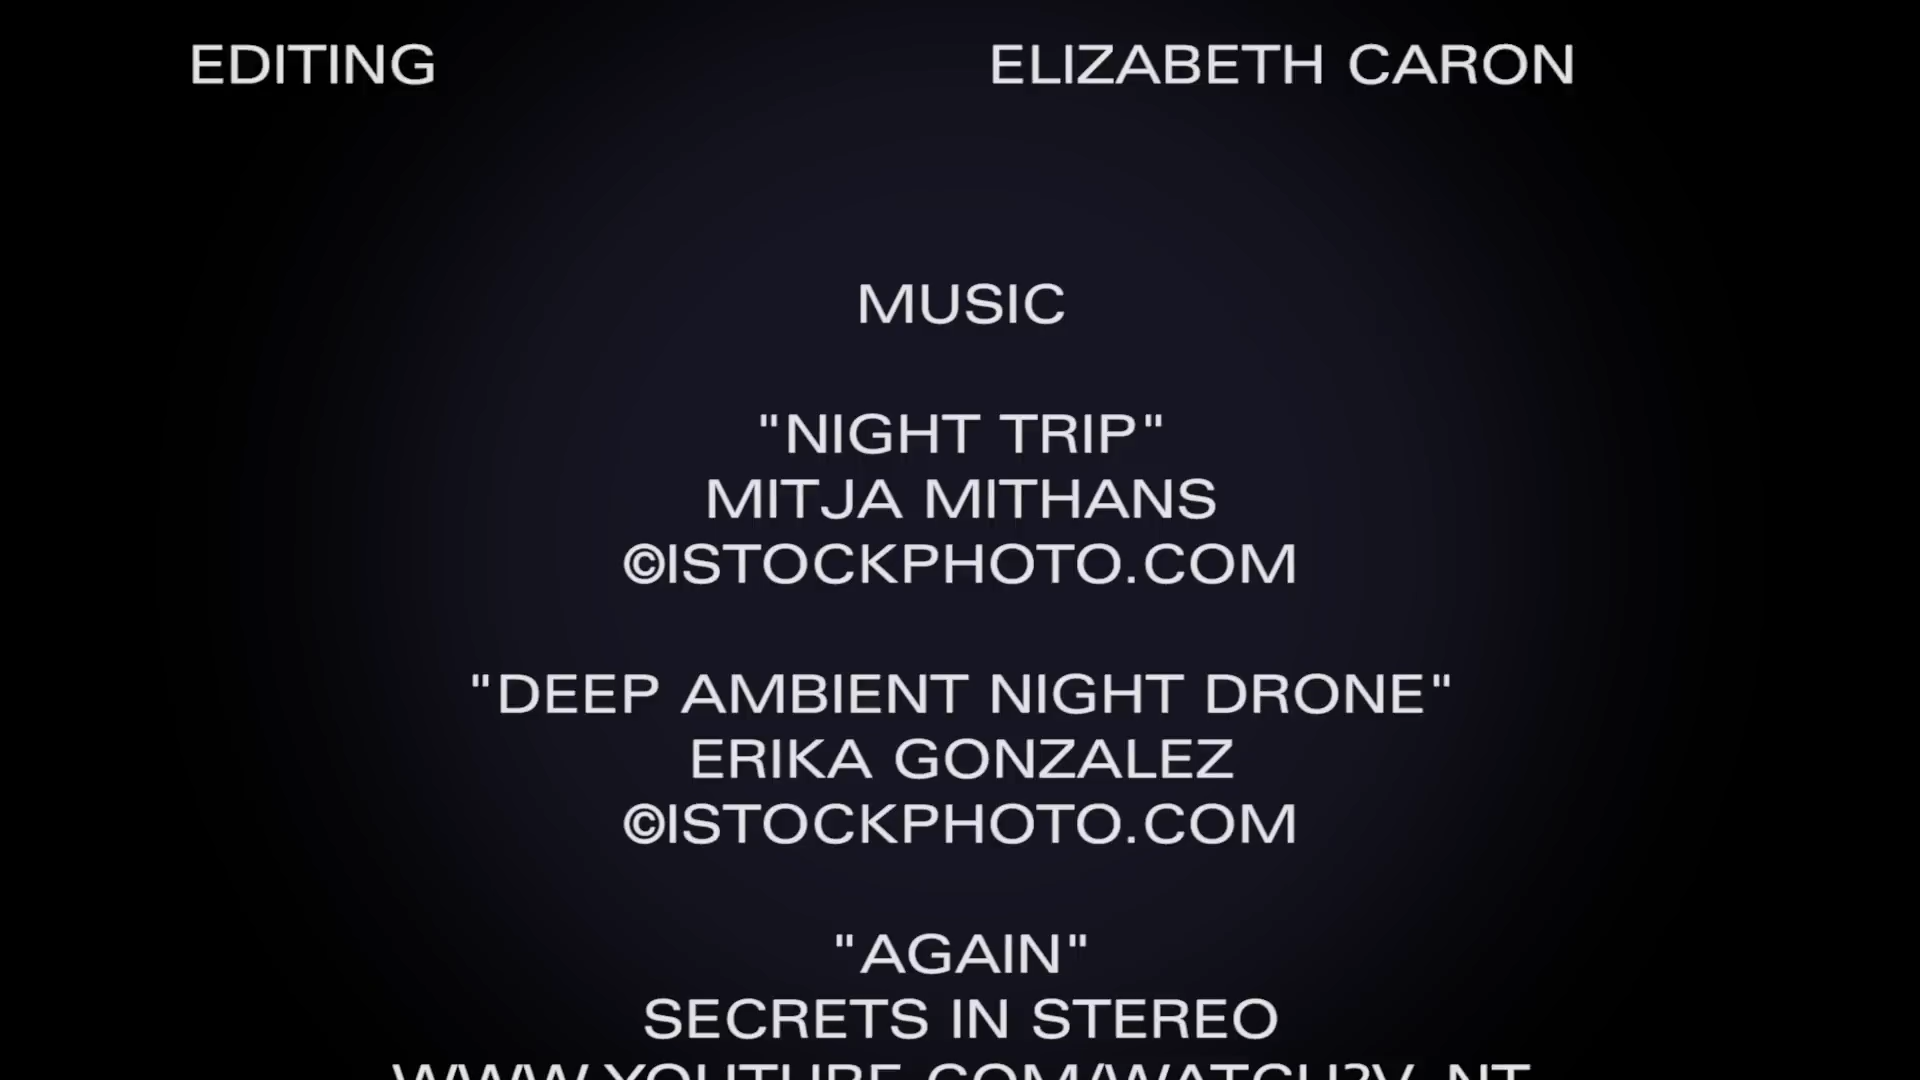 EDITING ELIZABETH CARON
MUSIC
"NIGHT TRIP"
MITJA MITHANS
©ISTOCKPHOTO.COM
"DEEP AMBIENT NIGHT DRONE"
ERIKA GONZALEZ
©ISTOCKPHOTO.COM
"AGAIN"
SECRETS IN STEREO